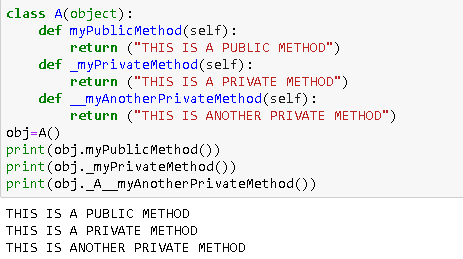 class A(object):
    def myPublicMethod(self):
        return ("THIS IS A PUBLIC METHOD")
    def _myPrivateMethod(self):
        return ("THIS IS A PRIVATE METHOD")
    def __myAnotherPrivateMethod(self):
        return ("THIS IS ANOTHER PRIVATE METHOD")
obj=A()
print(obj.myPublicMethod())
print(obj._myPrivateMethod())
print(obj._A__myAnotherPrivateMethod())
THIS IS A PUBLIC METHOD
THIS IS A PRIVATE METHOD
THIS IS ANOTHER PRIVATE METHOD